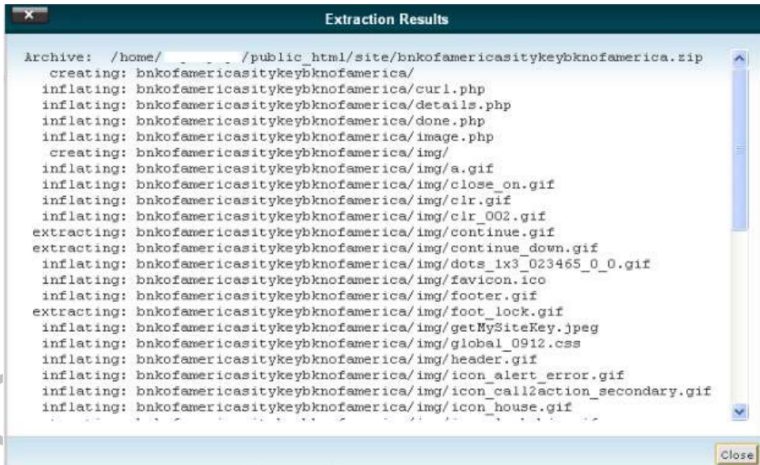 x
Extraction Results
Archive: /home/ /public_html/site/bnkofamericasitykeybknofamerica.zip
creating: bnkofamericasitykeybknofamerica/
inflating: bnkofamericasitykeybknofamerica/curl.php
inflating: bnkofamericasitykeybknofamerica/details.php
inflating: bnkofamericasitykeybknofamerica/done.php
inflating: bnkofamericasitykeybknofamerica/image.php
creating: bnkofamericasitykeybknofamerica/img/
inflating: bnkofamericasitykeybknofamerica/img/a.gif
inflating: bnkofamericasitykeybknofamerica/img/close_on.gif
inflating: bnkofamericasitykeybknofamerica/img/clr.gif
inflating: bnkofamericasitykeybknofamerica/img/clr_002.gif
extracting: bnkofamericasitykeybknofamerica/img/continue.gif
extracting: bnkofamericasitykeybknofamerica/img/continue_down.gif
inflating: bnkofamericasitykeybknofamerica/img/dots_1x3_023465_0_0.gif
inflating: bnkofamericasitykeybknofamerica/img/favicon.ico
inflating: bnkofamericasitykeybknofamerica/img/footer.gif
extracting: bnkofamericasitykeybknofamerica/img/foot_lock.gif
inflating: bnkofamericasitykeybknofamerica/img/getMySiteKey.jpeg
inflating: bnkofamericasitykeybknofamerica/img/global_0912.css
inflating: bnkofamericasitykeybknofamerica/img/header.gif
inflating: bnkofamericasitykeybknofamerica/img/icon_alert_error.gif
inflating: bnkofamericasitykeybknofamerica/img/icon_call2action_secondary.gif
inflating: bnkofamericasitykeybknofamerica/img/icon_house.gif
Close